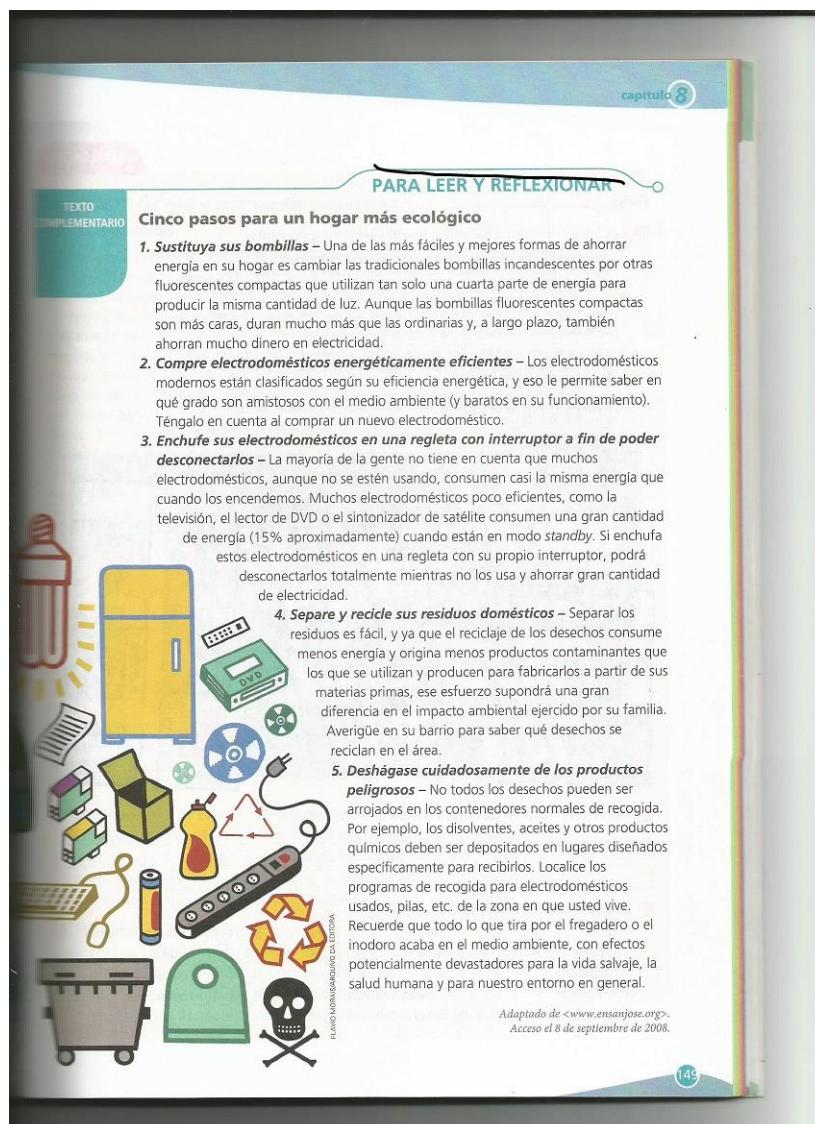 capítulo 8
PARA LEER Y REFLEXIONAR
TEXTO
COMPLEMENTARIO
Cinco pasos para un hogar más ecológico
1. Sustituya sus bombillas – Una de las más fáciles y mejores formas de ahorrar
energía en su hogar es cambiar las tradicionales bombillas incandescentes por otras
fluorescentes compactas que utilizan tan solo una cuarta parte de energía para
producir la misma cantidad de luz. Aunque las bombillas fluorescentes compactas
son más caras, duran mucho más que las ordinarias y, a largo plazo, también
ahorran mucho dinero en electricidad.
2. Compre electrodomésticos energéticamente eficientes – Los electrodomésticos
modernos están clasificados según su eficiencia energética, y eso le permite saber en
qué grado son amistosos con el medio ambiente (y baratos en su funcionamiento).
Téngalo en cuenta al comprar un nuevo electrodoméstico.
3. Enchufe sus electrodomésticos en una regleta con interruptor a fin de poder
desconectarlos – La mayoría de la gente no tiene en cuenta que muchos
electrodomésticos, aunque no se estén usando, consumen casi la misma energía que
cuando los encendemos. Muchos electrodomésticos poco eficientes, como la
televisión, el lector de DVD o el sintonizador de satélite consumen una gran cantidad
de energía (15% aproximadamente) cuando están en modo standby. Si enchufa
estos electrodomésticos en una regleta con su propio interruptor, podrá
desconectarlos totalmente mientras no los usa y ahorrar gran cantidad
de electricidad.
4. Separe y recicle sus residuos domésticos – Separar los
residuos es fácil, y ya que el reciclaje de los desechos consume
menos energía y origina menos productos contaminantes que
los que se utilizan y producen para fabricarlos a partir de sus
materias primas, ese esfuerzo supondrá una gran
diferencia en el impacto ambiental ejercido por su familia.
Averigüe en su barrio para saber qué desechos se
reciclan en el área.
5. Deshágase cuidadosamente de los productos
peligrosos – No todos los desechos pueden ser
arrojados en los contenedores normales de recogida.
Por ejemplo, los disolventes, aceites y otros productos
químicos deben ser depositados en lugares diseñados
específicamente para recibirlos. Localice los
programas de recogida para electrodomésticos
usados, pilas, etc. de la zona en que usted vive.
Recuerde que todo lo que tira por el fregadero o el
inodoro acaba en el medio ambiente, con efectos
potencialmente devastadores para la vida salvaje, la
salud humana y para nuestro entorno en general.
DVD
FLAVIO MORAIS/ARQUIVO DA EDITORA
Adaptado de <www.ensanjose.org>.
Acceso el 8 de septiembre de 2008.
149